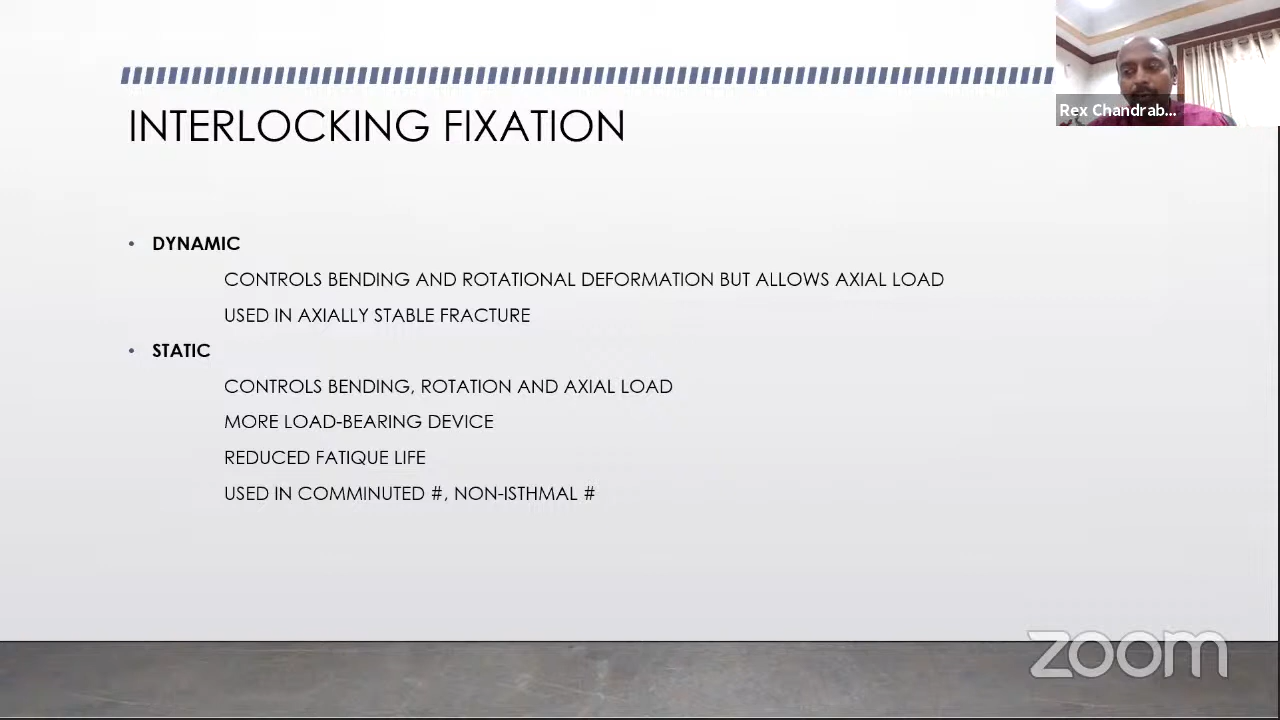 INTERLOCKING FIXATION
Rex Chandrab...
• DYNAMIC
CONTROLS BENDING AND ROTATIONAL DEFORMATION BUT ALLOWS AXIAL LOAD
USED IN AXIALLY STABLE FRACTURE
• STATIC
CONTROLS BENDING, ROTATION AND AXIAL LOAD
MORE LOAD-BEARING DEVICE
REDUCED FATIQUE LIFE
USED IN COMMINUTED #, NON-ISTHMAL #
zoom